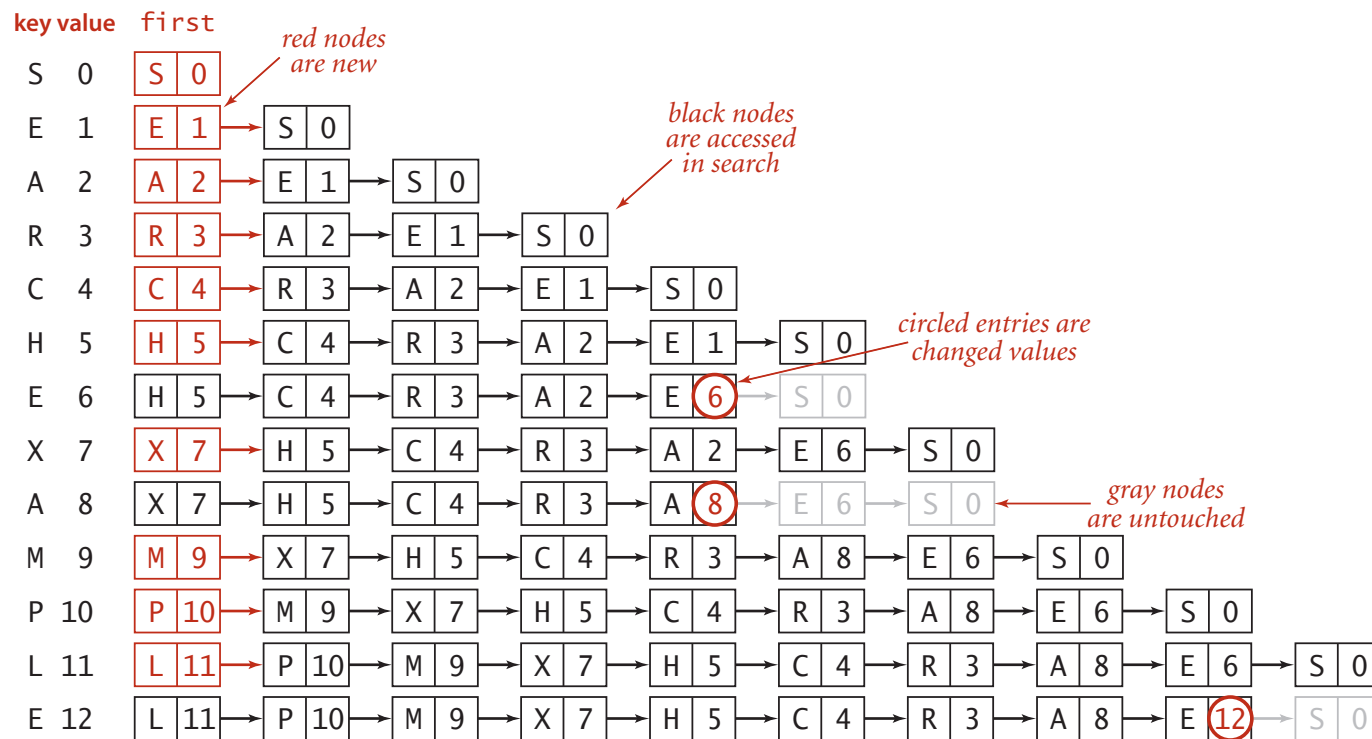 key value first
red nodes
are new
S 0 S 0
black nodes
are accessed
in search
E 1 E 1 S 0
A 2 A 2 E 1 S 0
R 3 R 3 A 2 E 1 S 0
C 4 C 4 R 3 A 2 E 1 S 0
circled entries are
changed values
H 5 H 5 C 4 R 3 A 2 E 1 S 0
E 6 H 5 C 4 R 3 A 2 E 6 S 0
X 7 X 7 H 5 C 4 R 3 A 2 E 6 S 0
A 8 X 7 H 5 C 4 R 3 A 8 E 6 S 0
gray nodes
are untouched
M 9 M 9 X 7 H 5 C 4 R 3 A 8 E 6 S 0
P 10 P 10 M 9 X 7 H 5 C 4 R 3 A 8 E 6 S 0
L 11 L 11 P 10 M 9 X 7 H 5 C 4 R 3 A 8 E 6 S 0
E 12 L 11 P 10 M 9 X 7 H 5 C 4 R 3 A 8 E 12 S 0